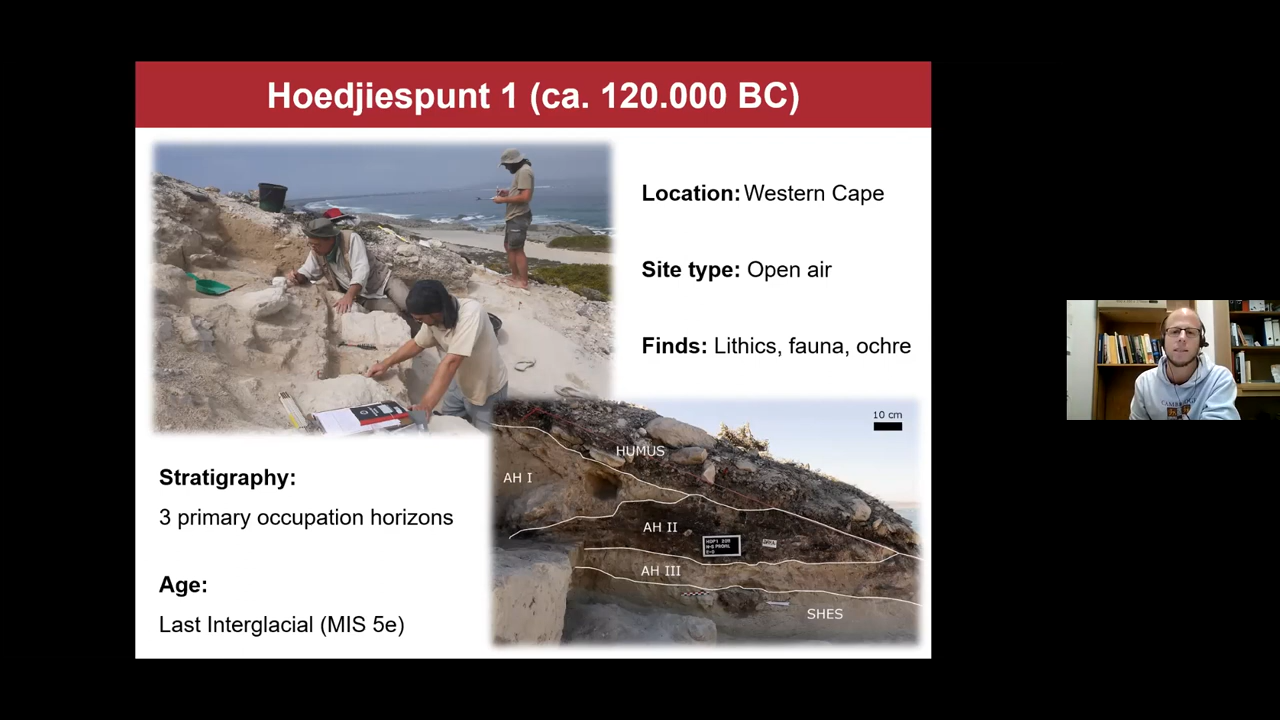 Hoedjiespunt 1 (ca. 120.000 BC)
Location: Western Cape
Site type: Open air
Finds: Lithics, fauna, ochre
Stratigraphy:
3 primary occupation horizons
Age:
Last Interglacial (MIS 5e)
10 cm
HUMUS
AH I
AH II
AH III
SHES